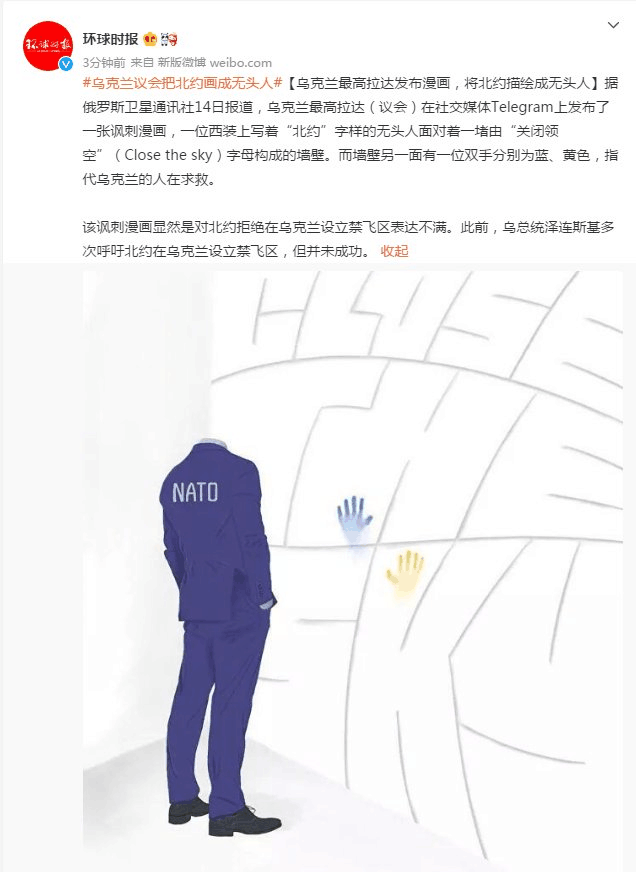 环球时报
环球时报
3分钟前 来自 新版微博 weibo.com
#乌克兰议会把北约画成无头人#【乌克兰最高拉达发布漫画，将北约描绘成无头人】据
俄罗斯卫星通讯社14日报道，乌克兰最高拉达（议会）在社交媒体Telegram上发布了
一张讽刺漫画，一位西装上写着“北约”字样的无头人面对着一堵由“关闭领
空”（Close the sky）字母构成的墙壁。而墙壁另一面有一位双手分别为蓝、黄色，指
代乌克兰的人在求救。
该讽刺漫画显然是对北约拒绝在乌克兰设立禁飞区表达不满。此前，乌总统泽连斯基多
次呼吁北约在乌克兰设立禁飞区，但并未成功。 收起
CLOSE
THE
SKY
NATO